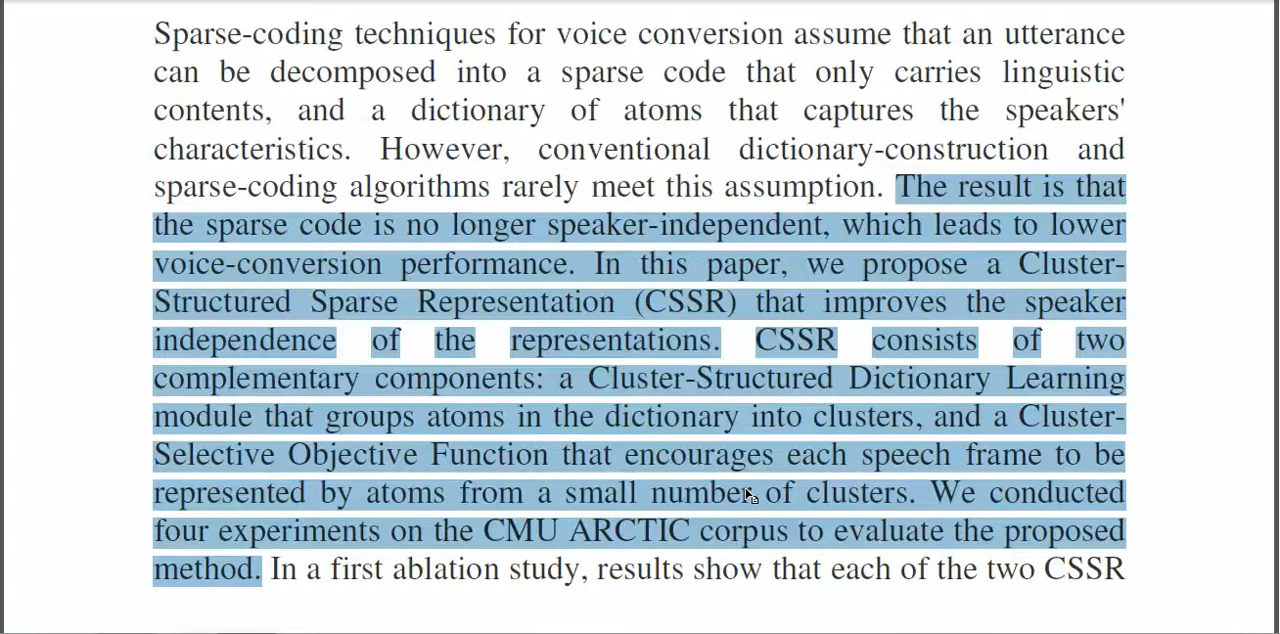 Sparse-coding techniques for voice conversion assume that an utterance
can be decomposed into a sparse code that only carries linguistic
contents, and a dictionary of atoms that captures the speakers'
characteristics. However, conventional dictionary-construction and
sparse-coding algorithms rarely meet this assumption. The result is that
the sparse code is no longer speaker-independent, which leads to lower
voice-conversion performance. In this paper, we propose a Cluster-
Structured Sparse Representation (CSSR) that improves the speaker
independence of the representations. CSSR consists of two
complementary components: a Cluster-Structured Dictionary Learning
module that groups atoms in the dictionary into clusters, and a Cluster-
Selective Objective Function that encourages each speech frame to be
represented by atoms from a small number of clusters. We conducted
four experiments on the CMU ARCTIC corpus to evaluate the proposed
method. In a first ablation study, results show that each of the two CSSR